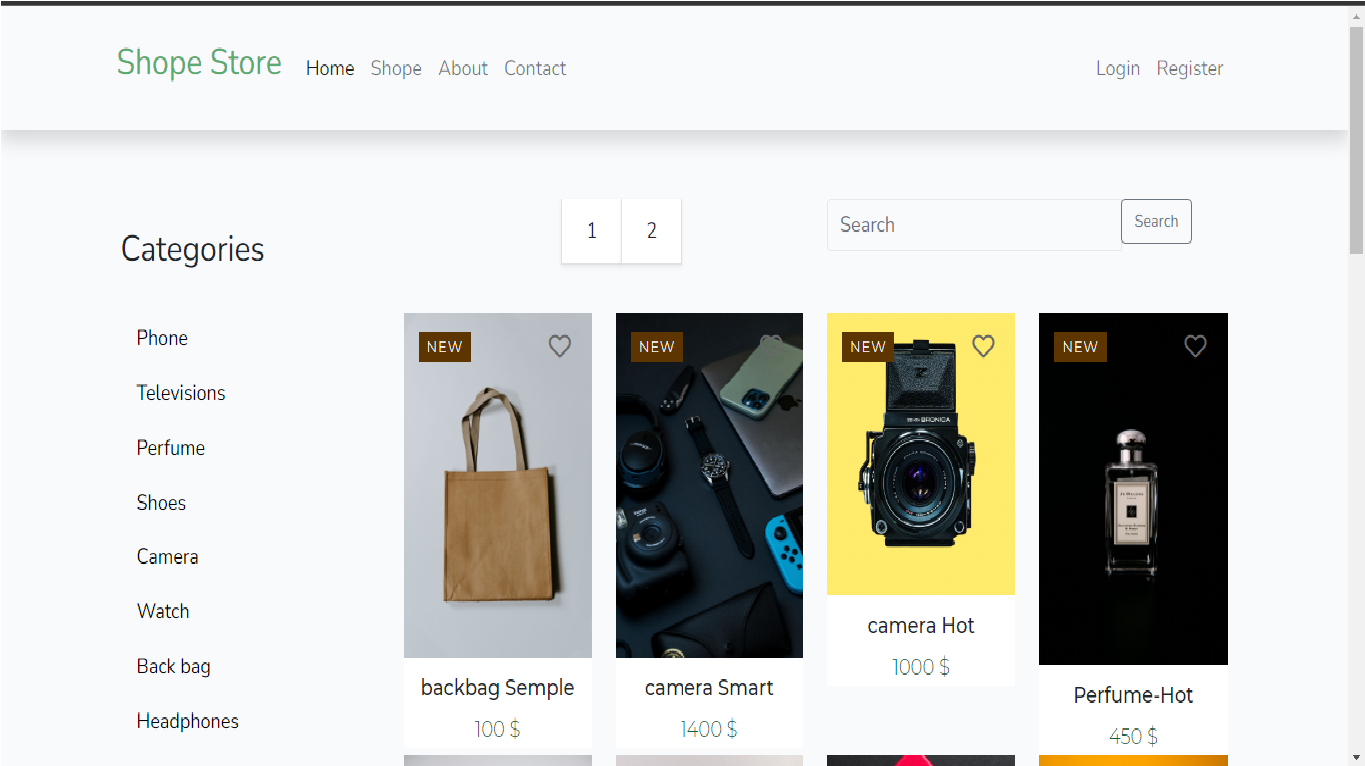 Shope Store
Home Shope About Contact
Login Register
Categories
1 2
Search
Search
Phone
Televisions
Perfume
Shoes
Camera
Watch
Back bag
Headphones
NEW
backbag Semple
100 $
NEW
camera Smart
1400 $
NEW
BRONICA
camera Hot
1000 $
NEW
Perfume-Hot
450 $